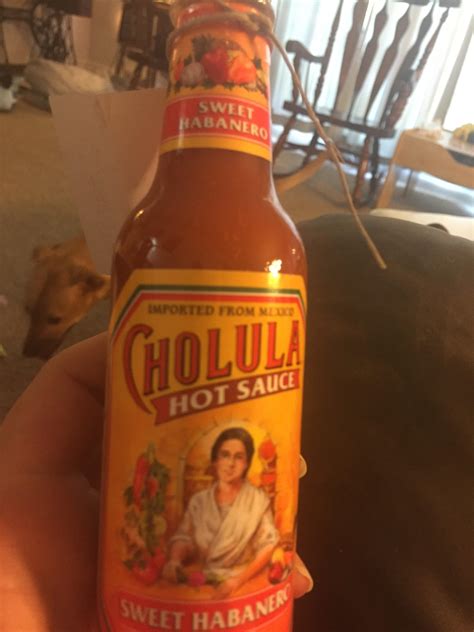 SWEET
HABANERO
IMPORTED FROM MEXICO
CHOLULA
HOT SAUCE
SWEET HABANERO